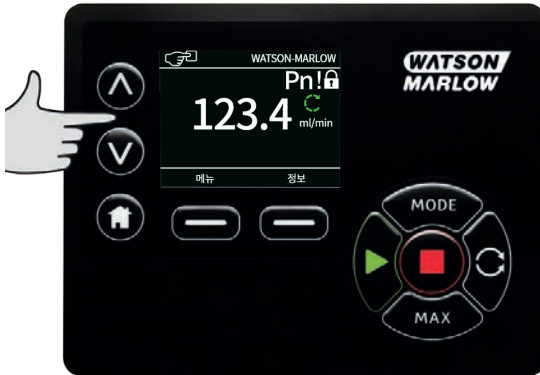 WATSON-MARLOW
Pn!
123.4 ml/min
메뉴 정보
WATSON
MARLOW
MODE
MAX